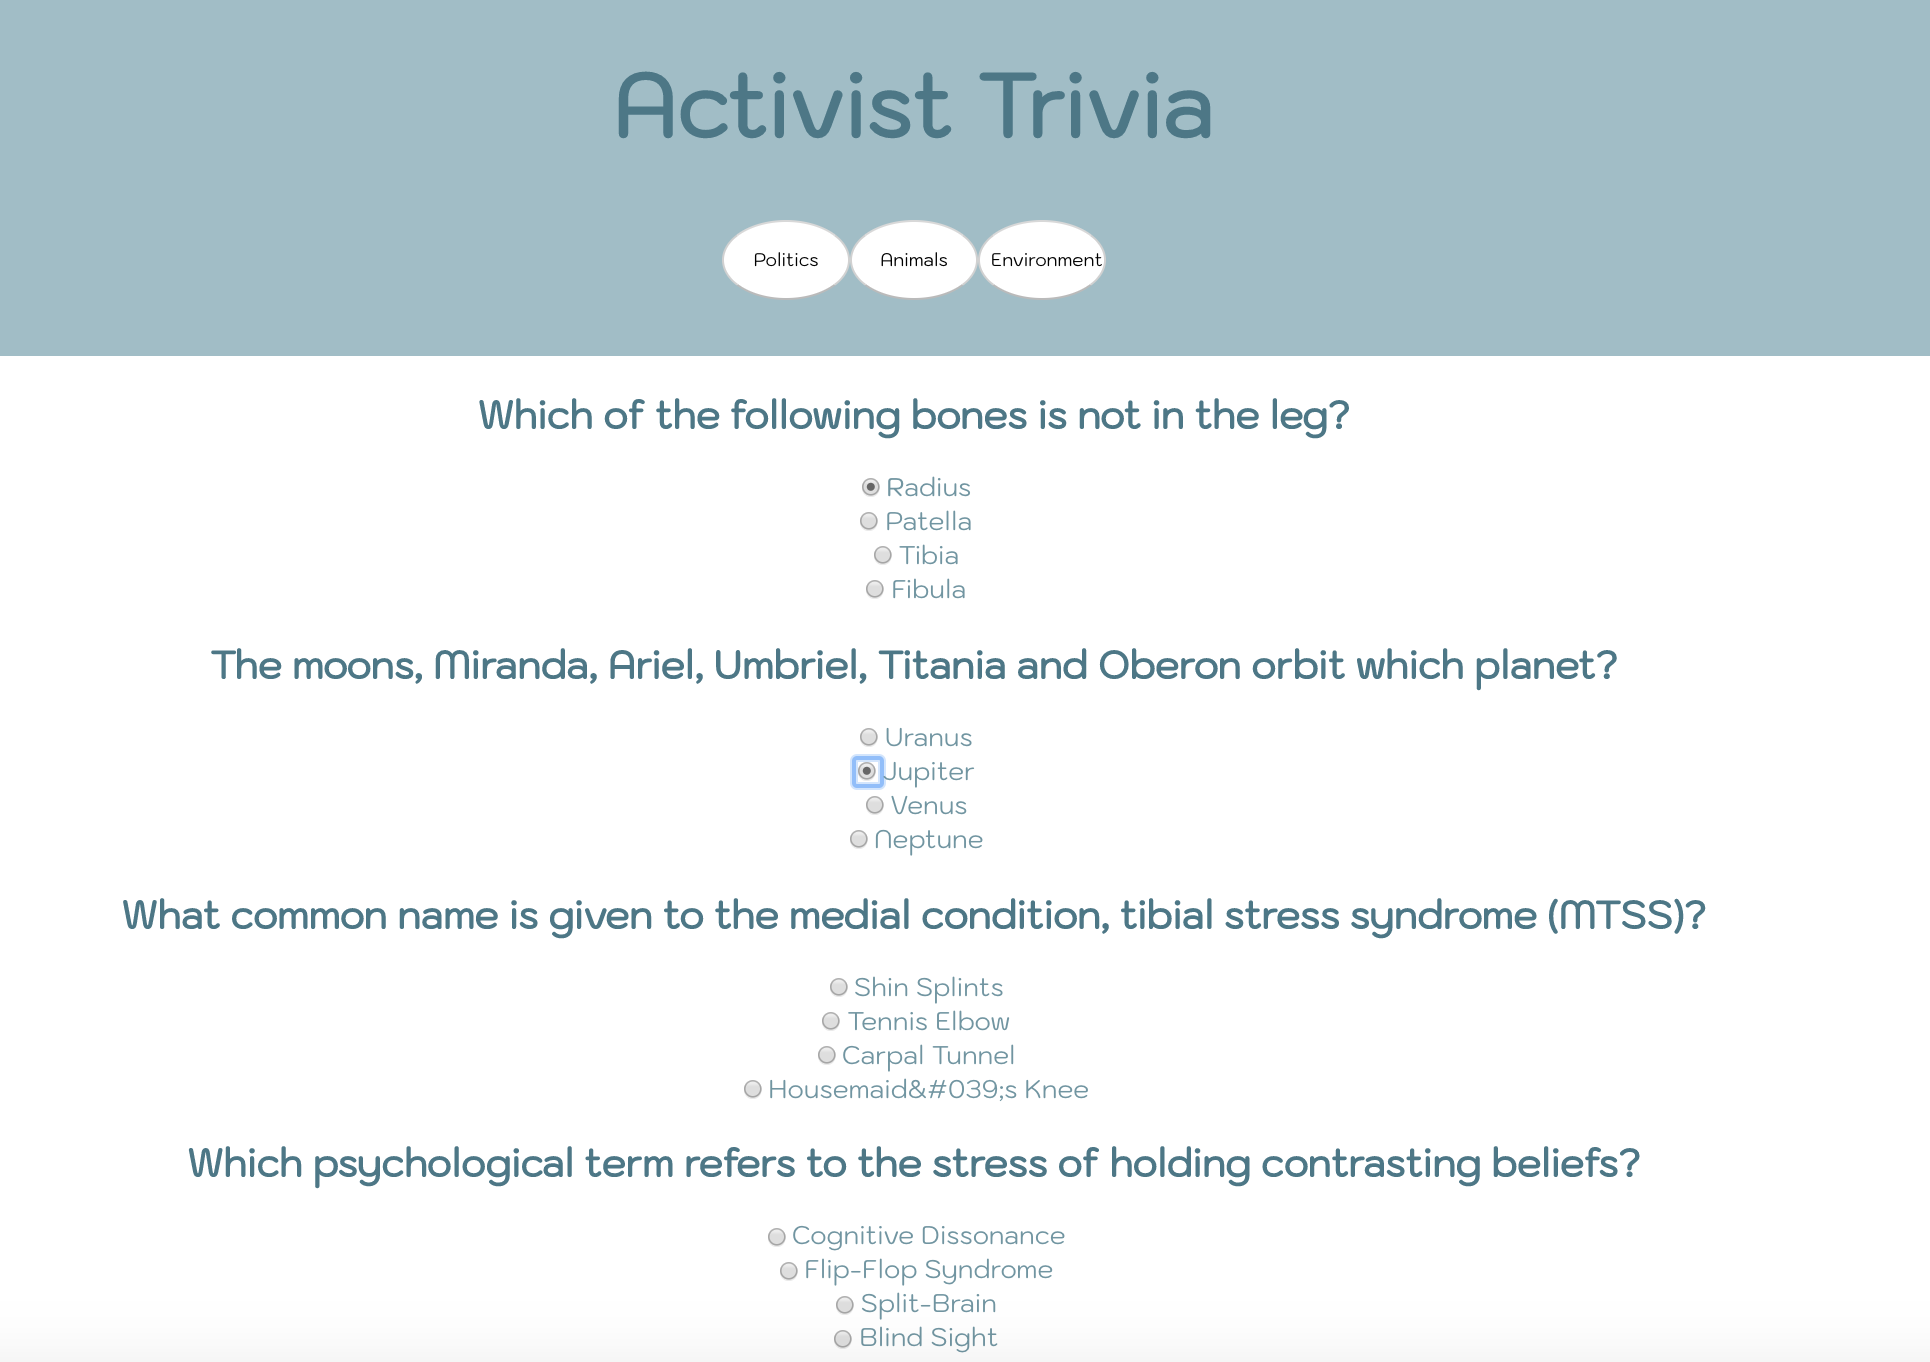 Activist Trivia
Politics Animals Environment
Which of the following bones is not in the leg?
Radius
Patella
Tibia
Fibula
The moons, Miranda, Ariel, Umbriel, Titania and Oberon orbit which planet?
Uranus
Jupiter
Venus
Neptune
What common name is given to the medial condition, tibial stress syndrome (MTSS)?
Shin Splints
Tennis Elbow
Carpal Tunnel
Housemaid&#039;s Knee
Which psychological term refers to the stress of holding contrasting beliefs?
Cognitive Dissonance
Flip-Flop Syndrome
Split-Brain
Blind Sight